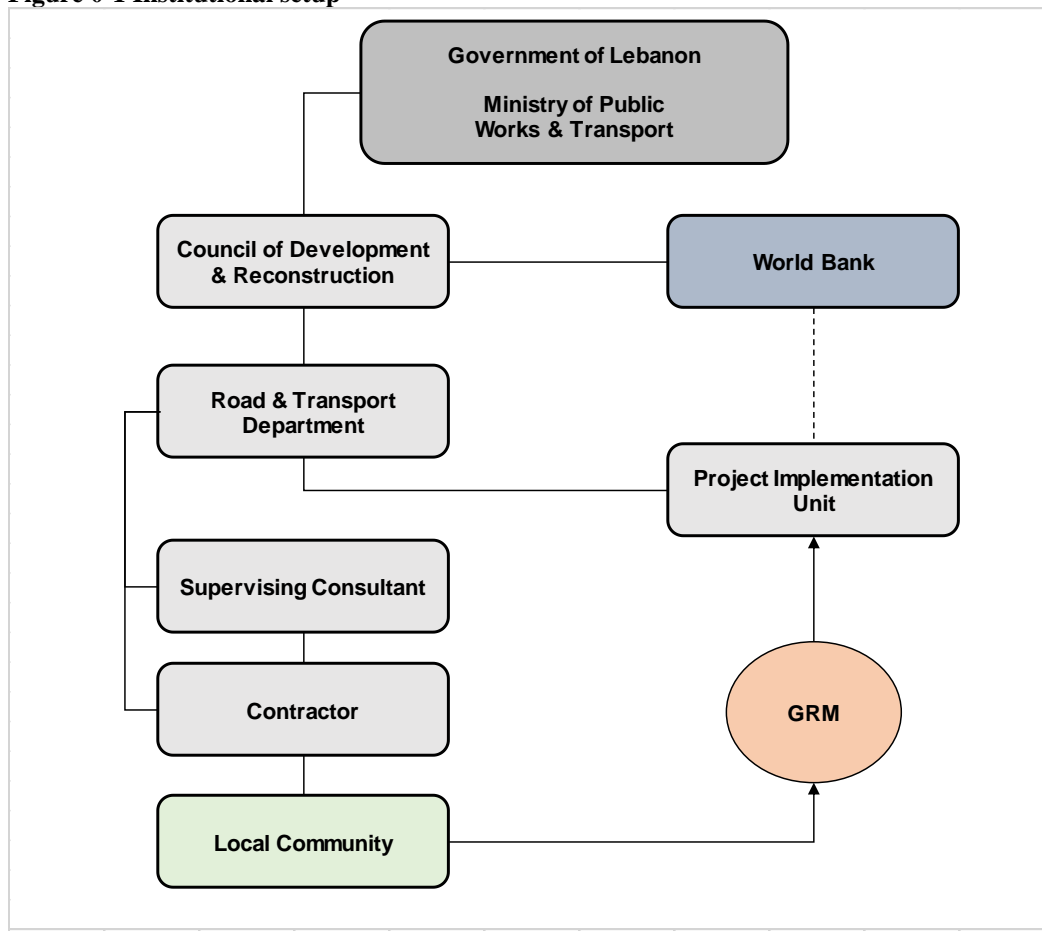 Government of Lebanon
Ministry of Public
Works & Transport
Council of Development
& Reconstruction
World Bank
Road & Transport
Department
Project Implementation
Unit
Supervising Consultant
Contractor
GRM
Local Community